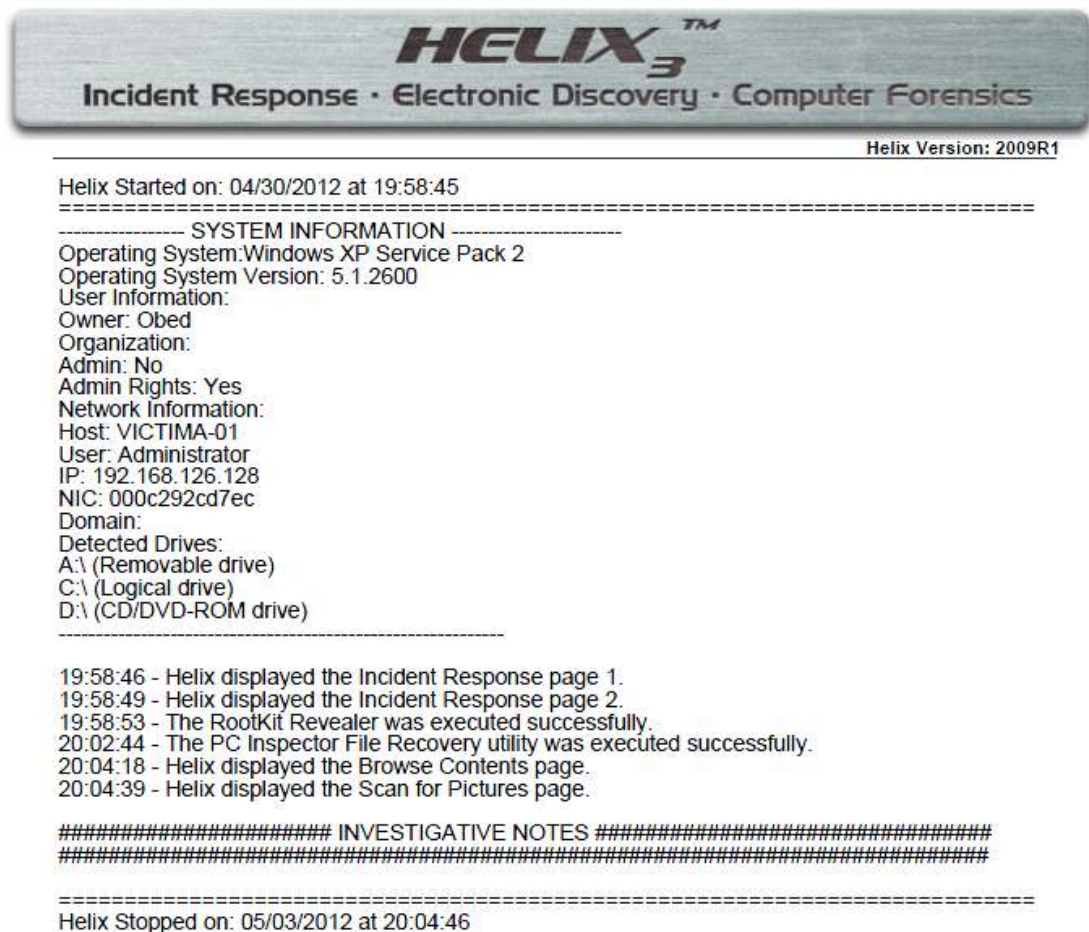 HELIX3™
Incident Response · Electronic Discovery · Computer Forensics
Helix Version: 2009R1
Helix Started on: 04/30/2012 at 19:58:45
===========================================================================
----------------- SYSTEM INFORMATION -----------------------
Operating System:Windows XP Service Pack 2
Operating System Version: 5.1.2600
User Information:
Owner: Obed
Organization:
Admin: No
Admin Rights: Yes
Network Information:
Host: VICTIMA-01
User: Administrator
IP: 192.168.126.128
NIC: 000c292cd7ec
Domain:
Detected Drives:
A:\ (Removable drive)
C:\ (Logical drive)
D:\ (CD/DVD-ROM drive)
------------------------------------------------------------
19:58:46 - Helix displayed the Incident Response page 1.
19:58:49 - Helix displayed the Incident Response page 2.
19:58:53 - The RootKit Revealer was executed successfully.
20:02:44 - The PC Inspector File Recovery utility was executed successfully.
20:04:18 - Helix displayed the Browse Contents page.
20:04:39 - Helix displayed the Scan for Pictures page.
###################### INVESTIGATIVE NOTES ################################
###########################################################################
===========================================================================
Helix Stopped on: 05/03/2012 at 20:04:46